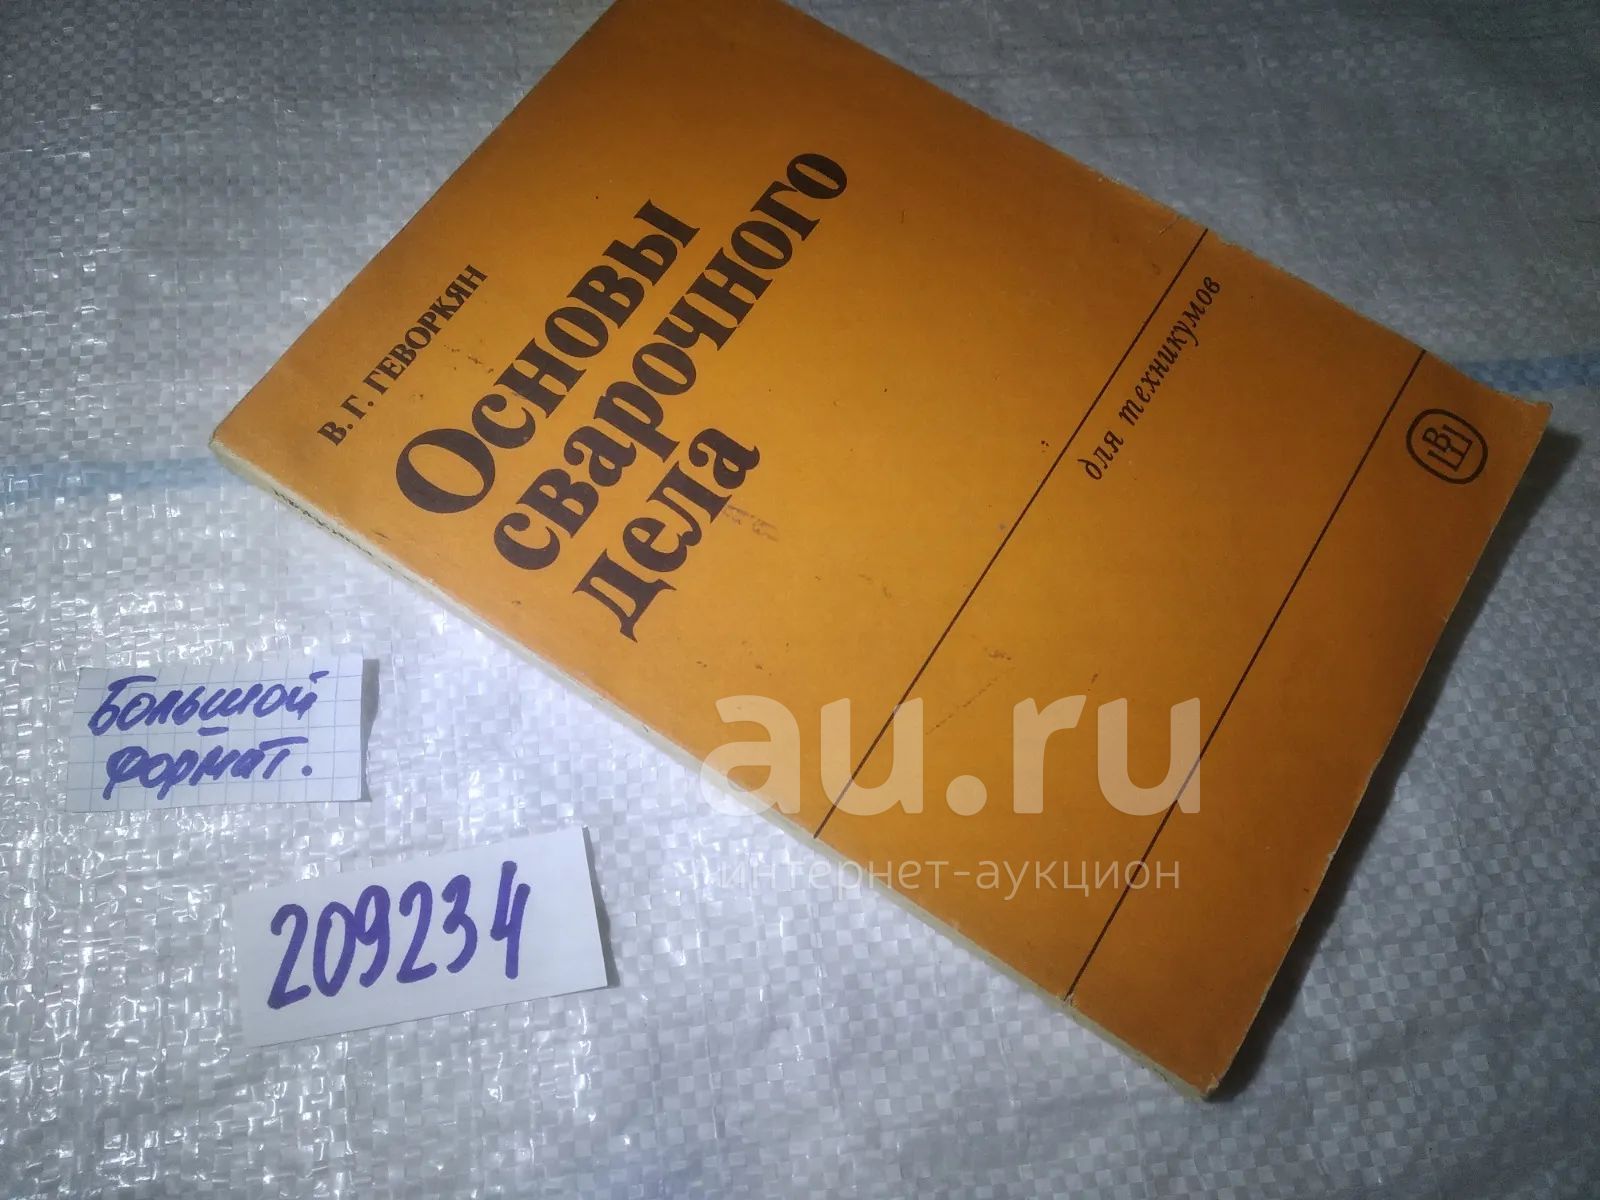 В. Г. ГЕВОРКЯН
Основы
сварочного
дела
для техникумов
Большой
формат.
209234
au.ru
интернет-аукцион